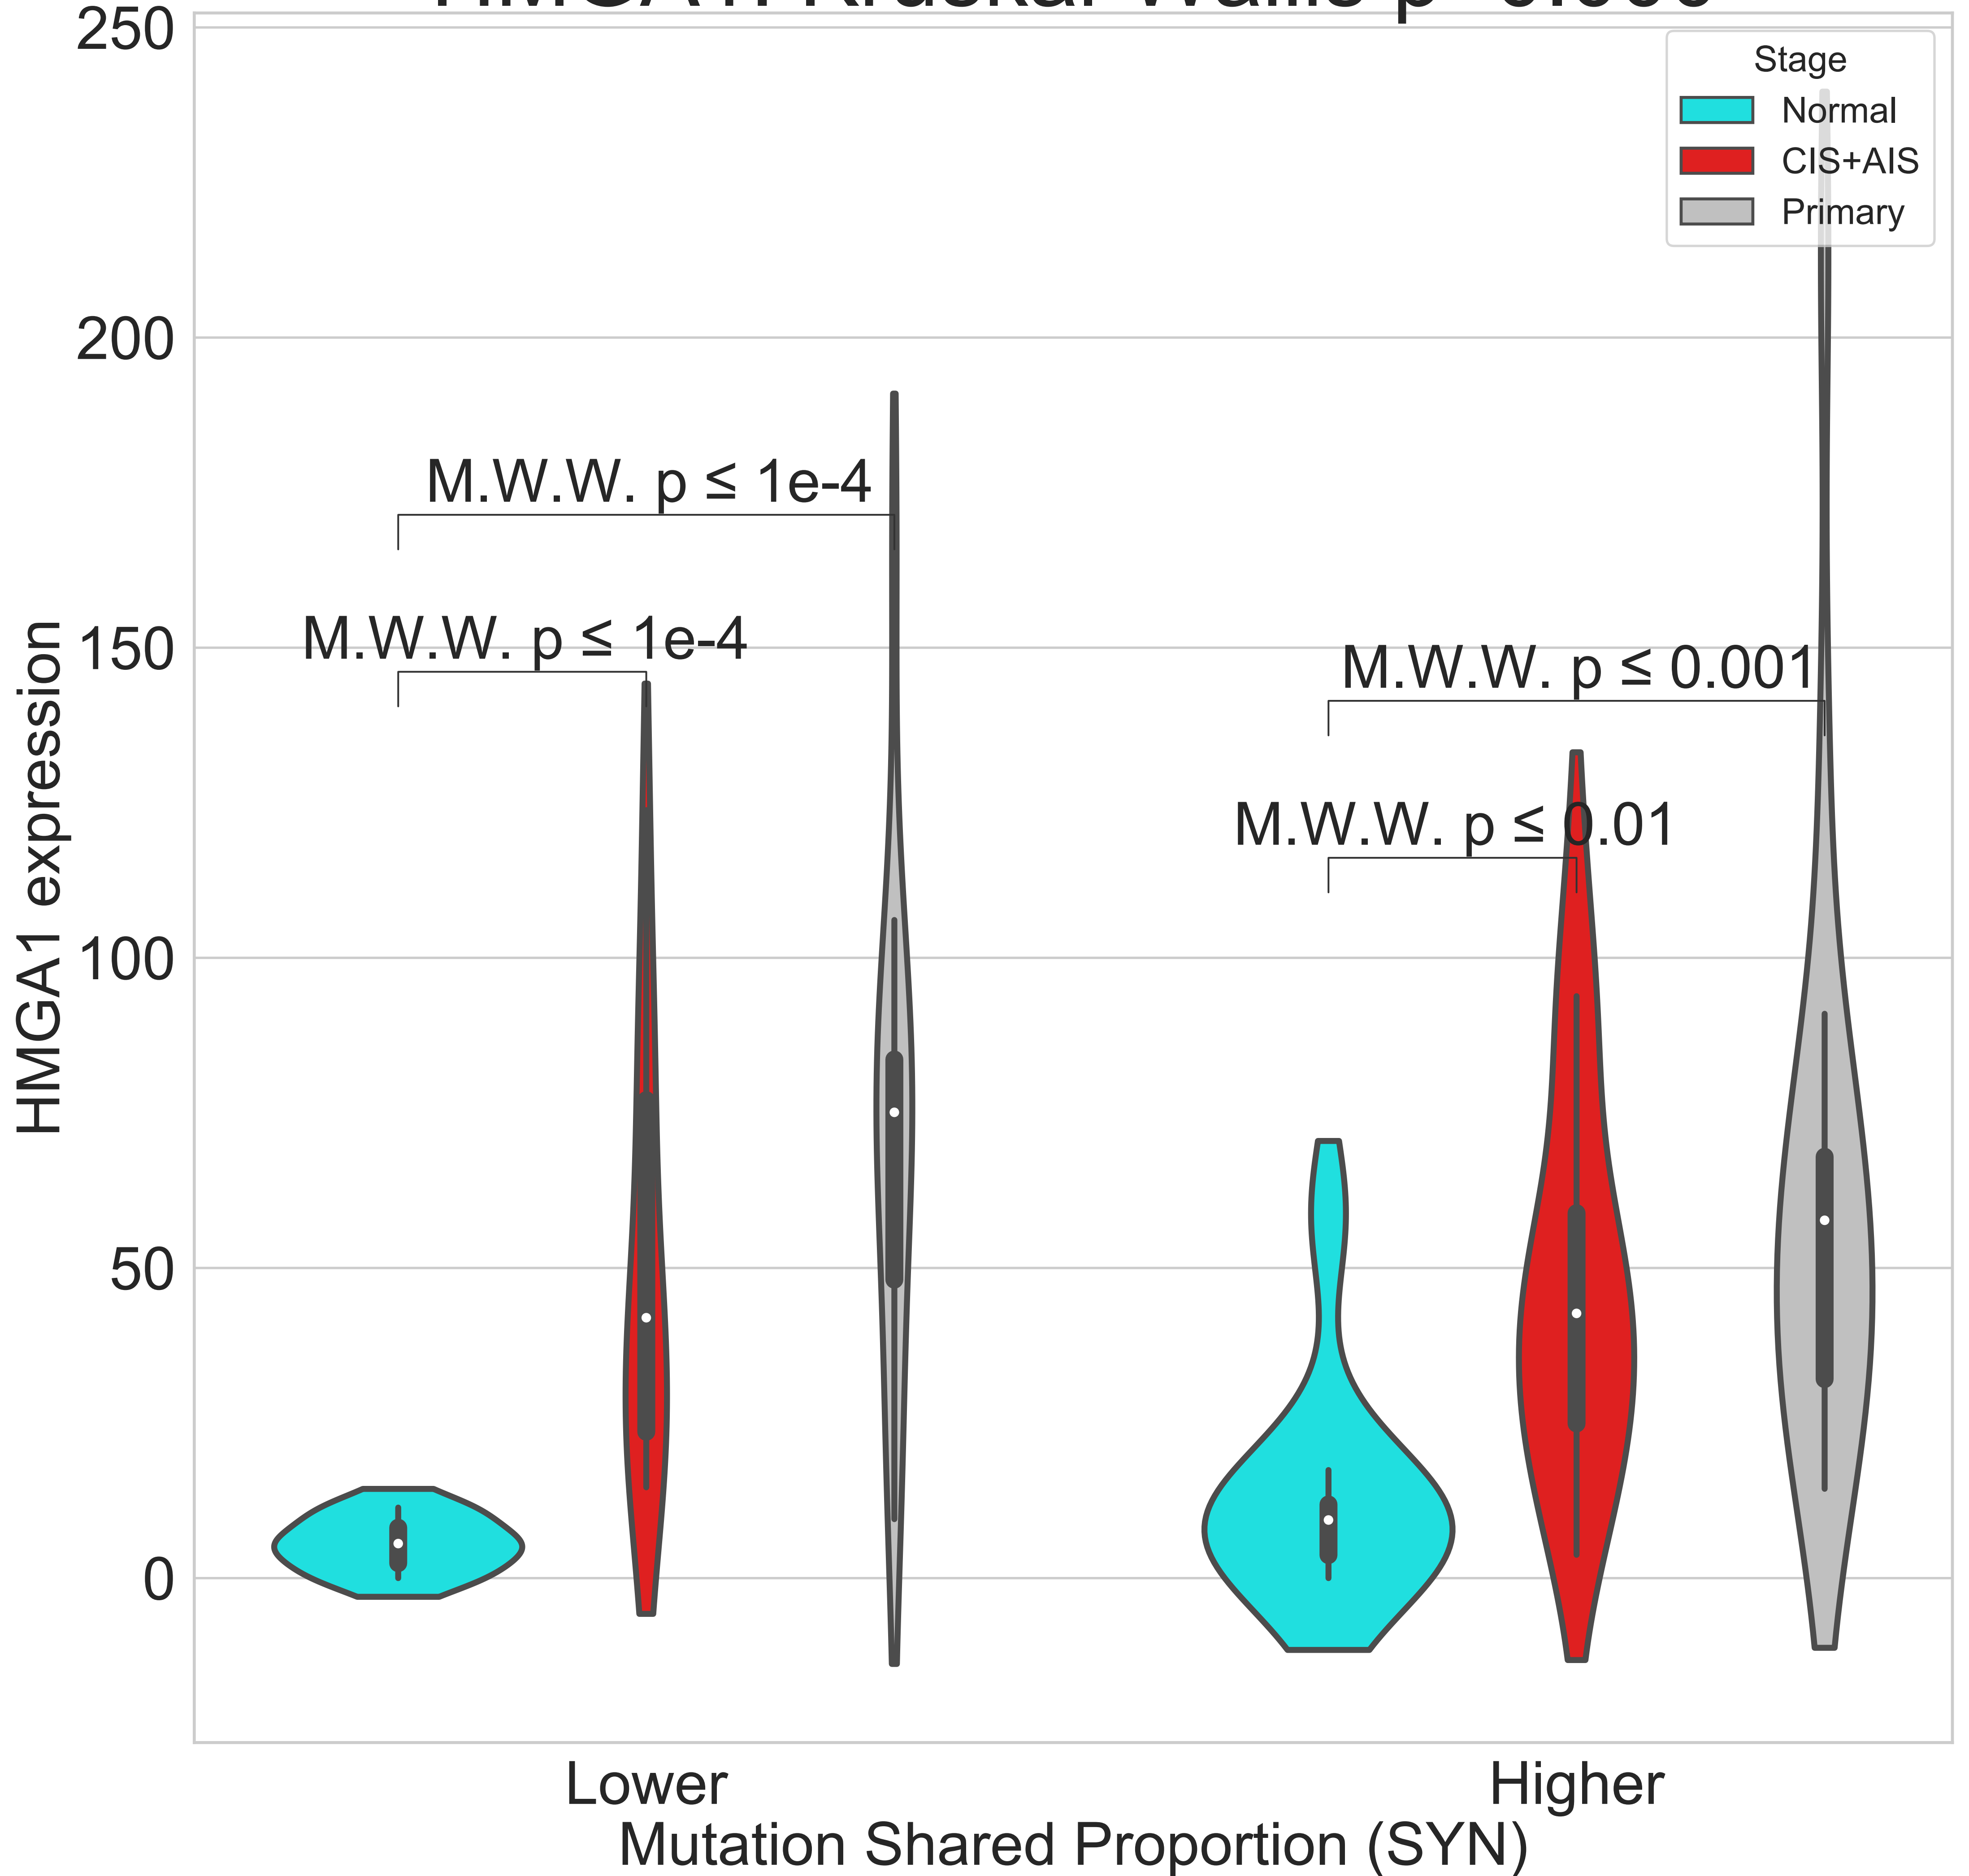 250
200
150
100
50
0
HMGA1 expression
Stage
Normal
CIS+AIS
Primary
M.W.W. p ≤ 1e-4
M.W.W. p ≤ 1e-4
M.W.W. p ≤ 0.001
M.W.W. p ≤ 0.01
Lower
Higher
Mutation Shared Proportion (SYN)